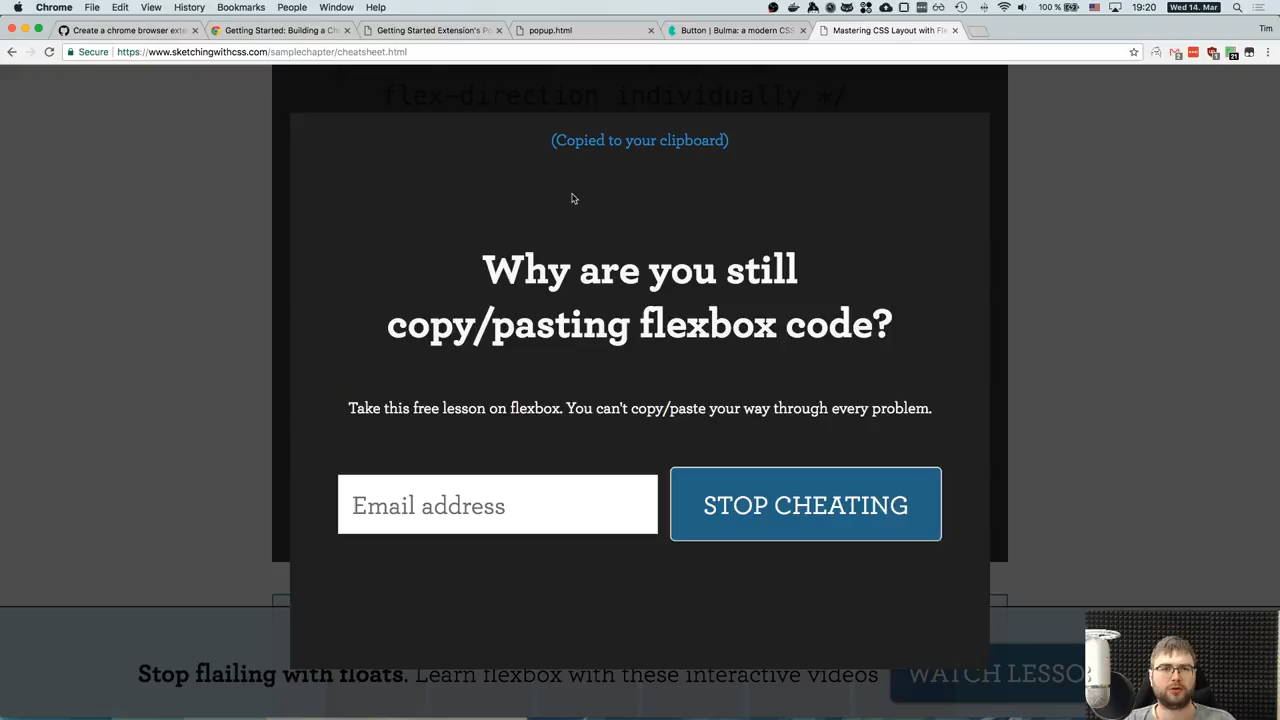 Chrome File Edit View History Bookmarks People Window Help 100 % 19:20 Wed 14. Mar
Create a chrome browser exte Getting Started: Building a Ch Getting Started Extension's Po popup.html Button | Bulma: a modern CSS Mastering CSS Layout with Fle Tim
Secure https://www.sketchingwithcss.com/samplechapter/cheatsheet.html
flex-direction individually */
(Copied to your clipboard)
Why are you still
copy/pasting flexbox code?
Take this free lesson on flexbox. You can't copy/paste your way through every problem.
Email address STOP CHEATING
Stop flailing with floats. Learn flexbox with these interactive videos WATCH LESSO